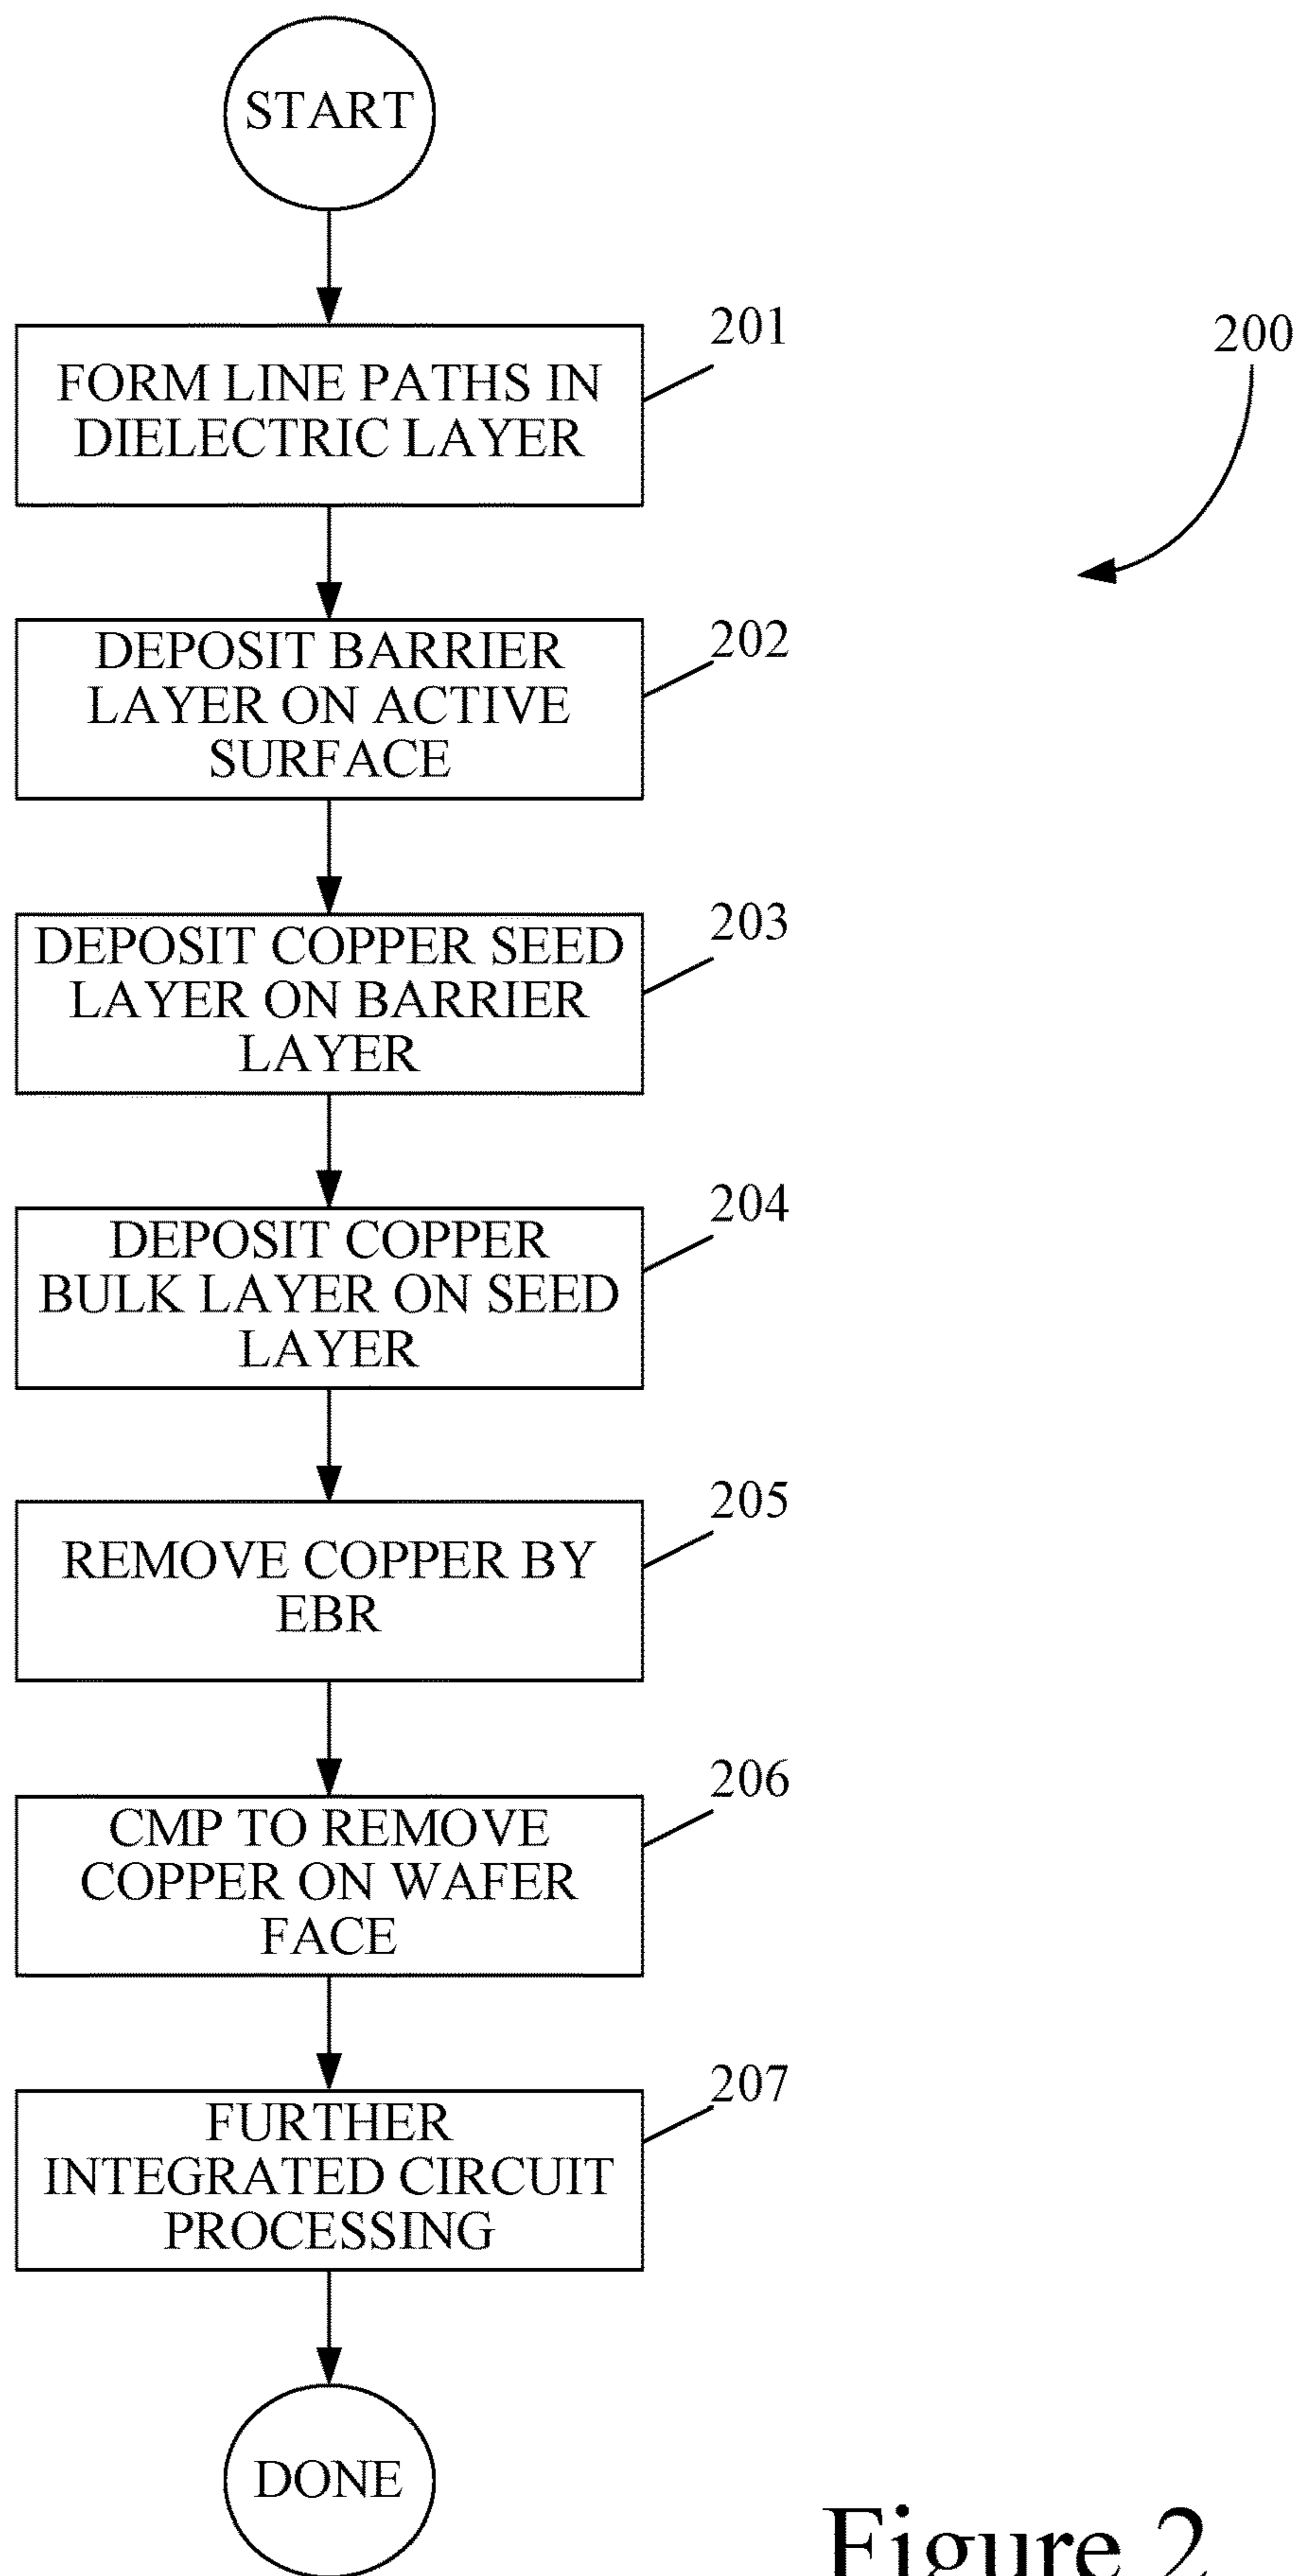 START
201
200
FORM LINE PATHS IN
DIELECTRIC LAYER
202
DEPOSIT BARRIER
LAYER ON ACTIVE
SURFACE
203
DEPOSIT COPPER SEED
LAYER ON BARRIER
LAYER
204
DEPOSIT COPPER
BULK LAYER ON SEED
LAYER
205
REMOVE COPPER BY
EBR
206
CMP TO REMOVE
COPPER ON WAFER
FACE
207
FURTHER
INTEGRATED CIRCUIT
PROCESSING
DONE
Figure 2